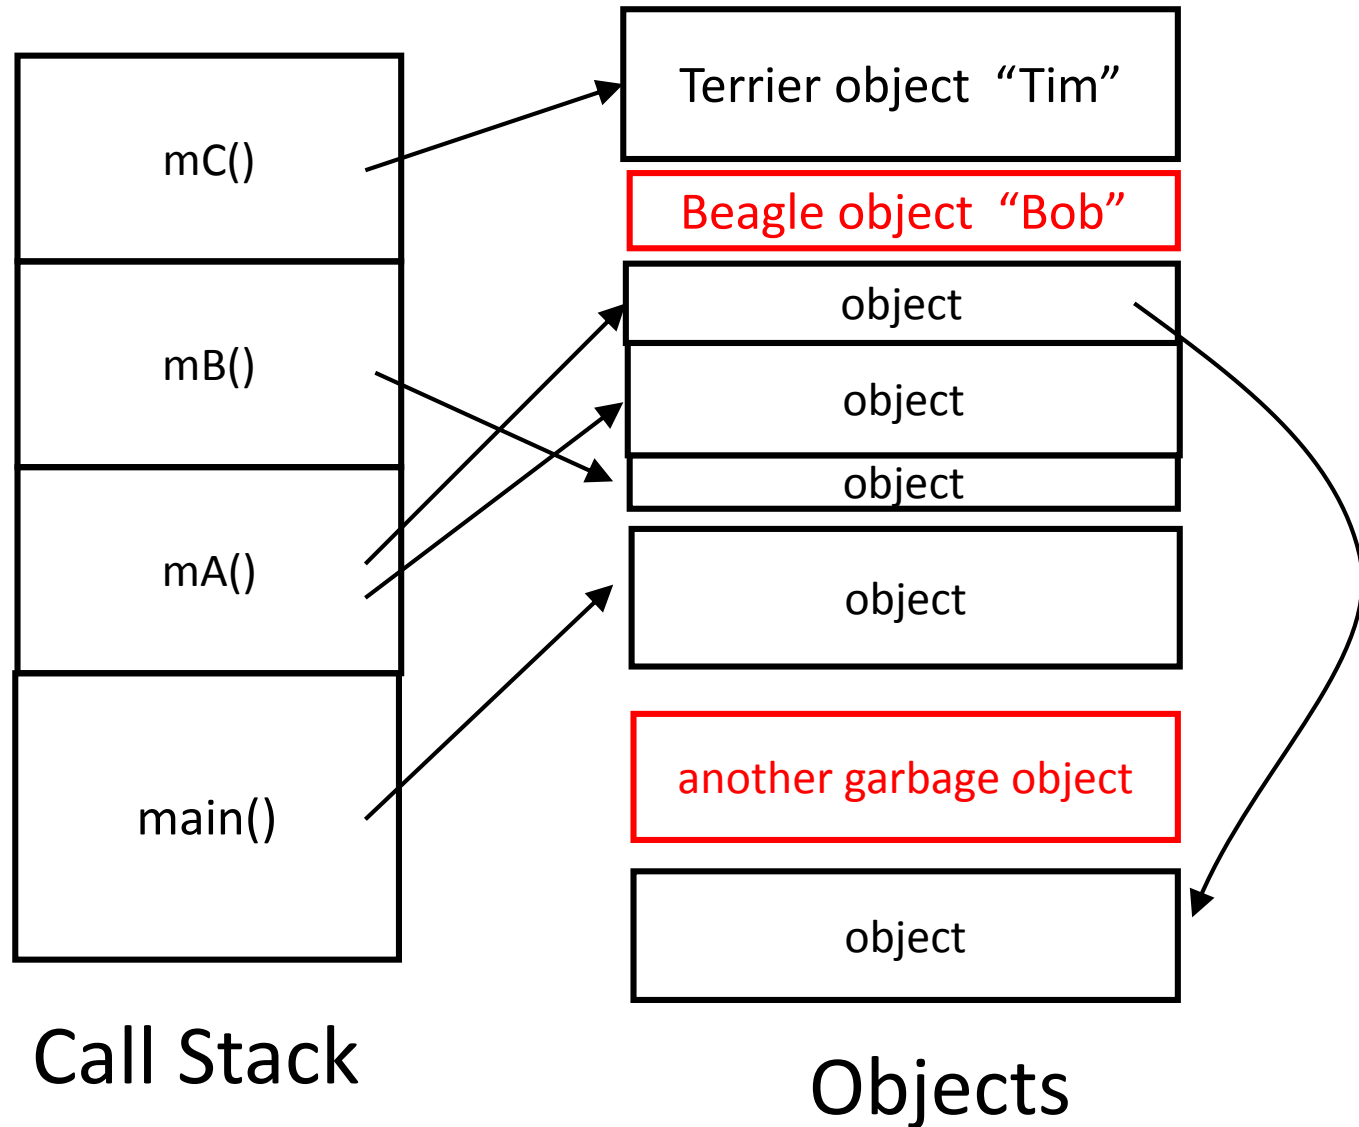 mC()
mB()
mA()
main()
Call Stack
Terrier object “Tim”
Beagle object “Bob”
object
object
object
object
another garbage object
object
Objects